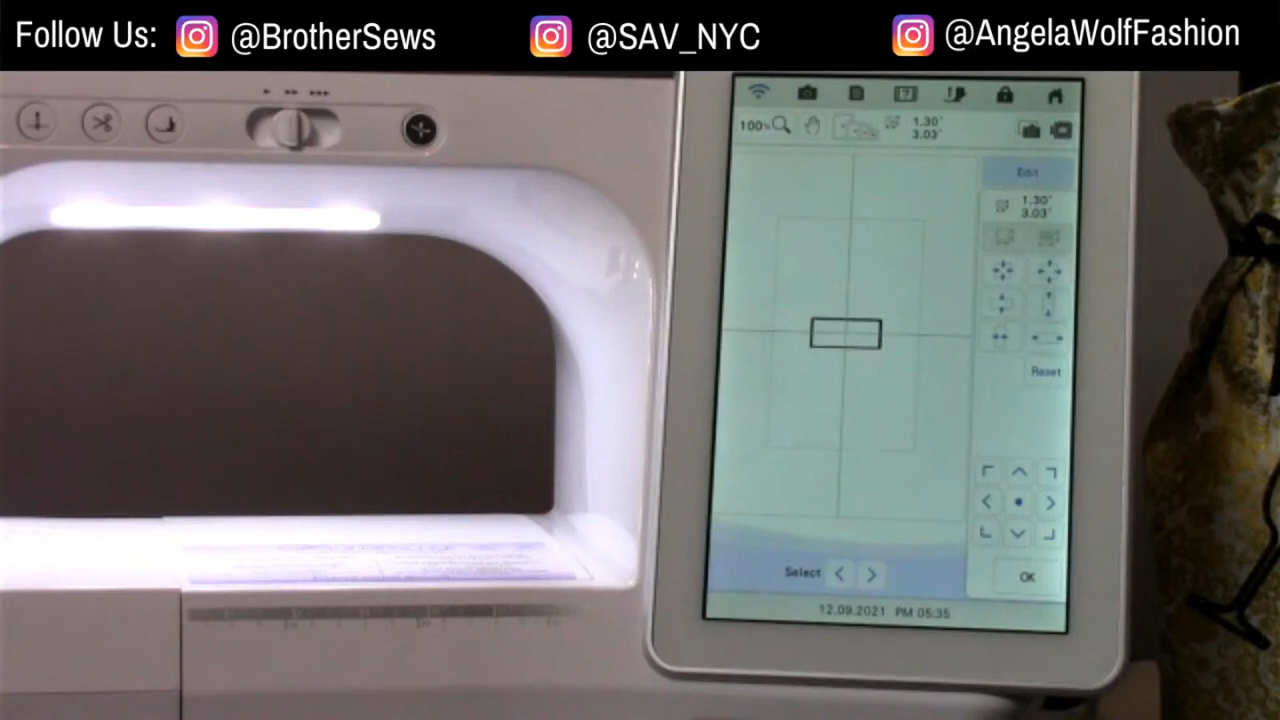 Follow Us: @BrotherSews @SAV_NYC @AngelaWolfFashion
100% 1.30" 3.03"
Edit
1.30"
3.03"
Reset
Select
OK
12.09.2021 PM 05:35